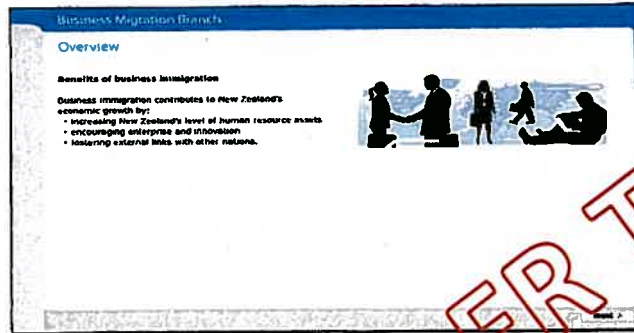 Business Migration Branch
Overview
Benefits of business immigration
Business immigration contributes to New Zealand's
economic growth by:
• increasing New Zealand's level of human resource assets
• encouraging enterprise and innovation
• fostering external links with other nations.
ER